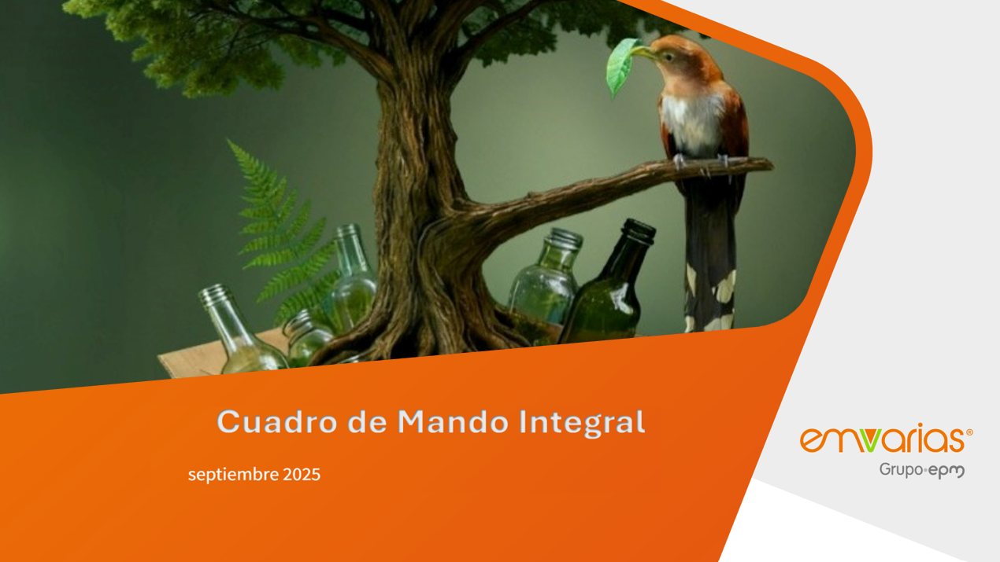 Cuadro de Mando Integral
septiembre 2025
emvarias®
Grupo·epm